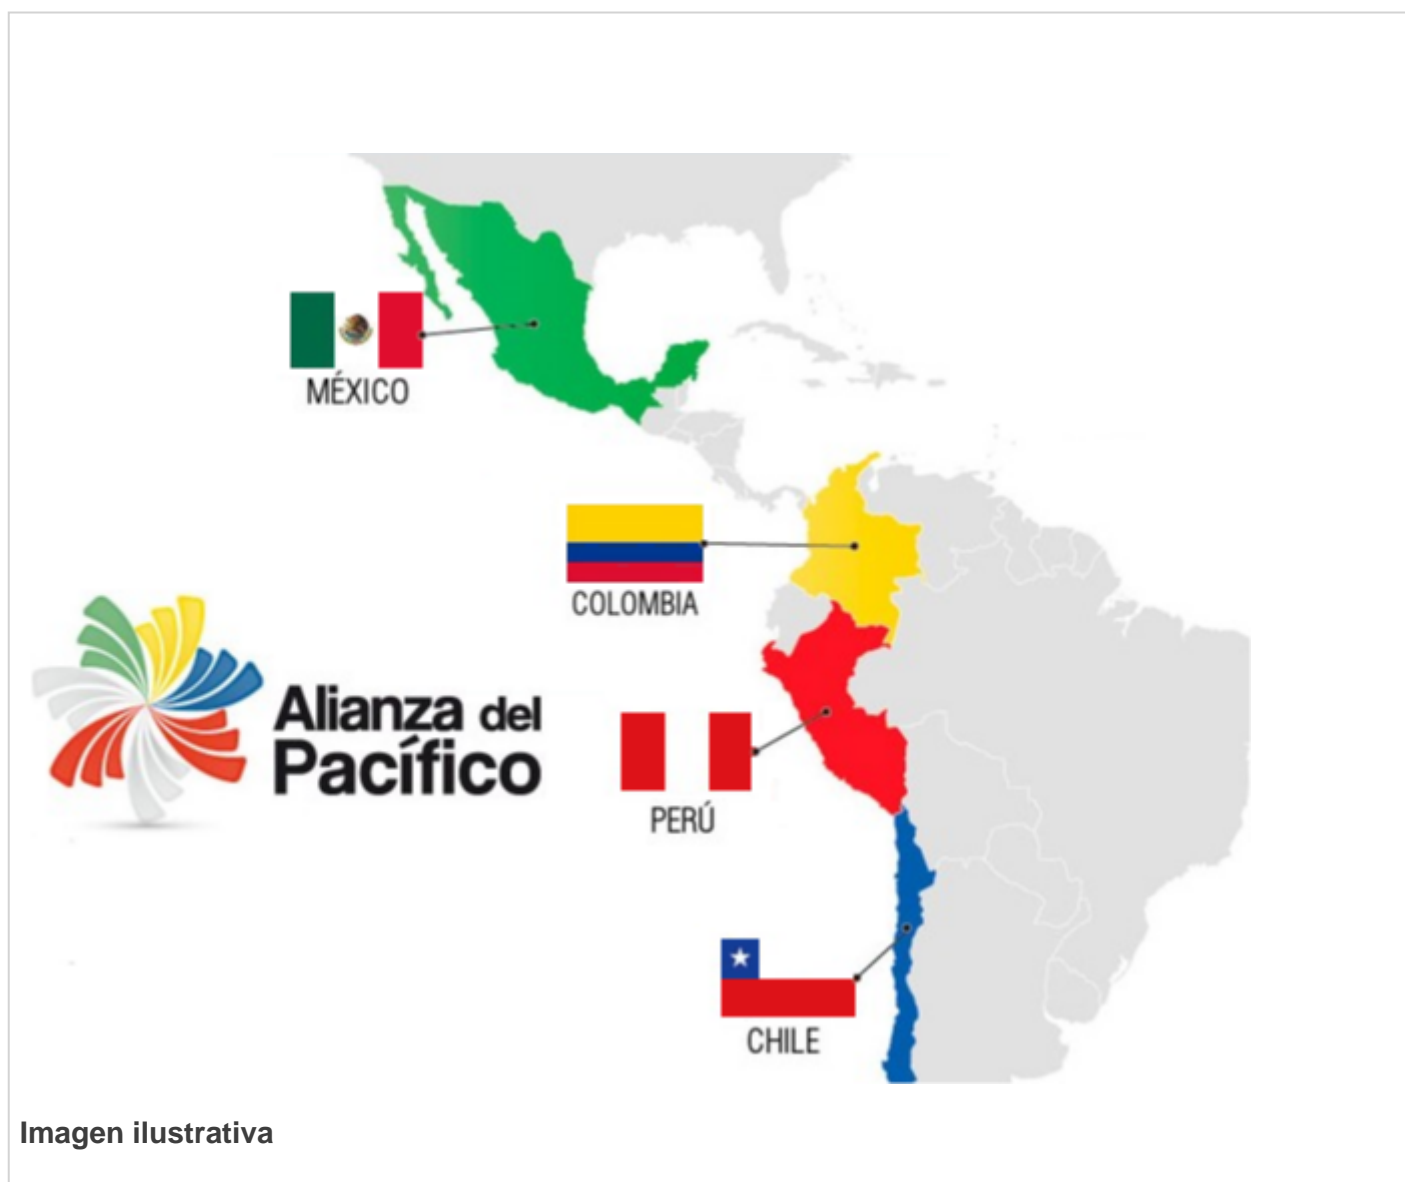 MÉXICO
COLOMBIA
Alianza del
Pacífico
PERÚ
CHILE
Imagen ilustrativa